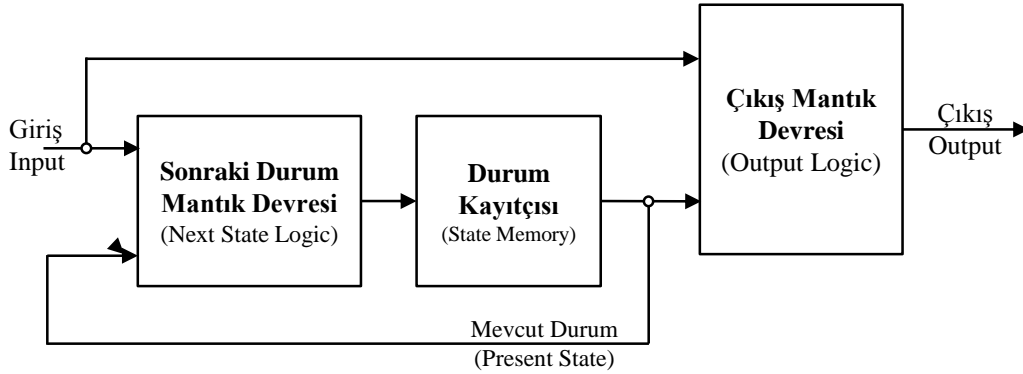 Giriş
Input
Sonraki Durum
Mantık Devresi
(Next State Logic)
Durum
Kayıtçısı
(State Memory)
Çıkış Mantık
Devresi
(Output Logic)
Çıkış
Output
Mevcut Durum
(Present State)